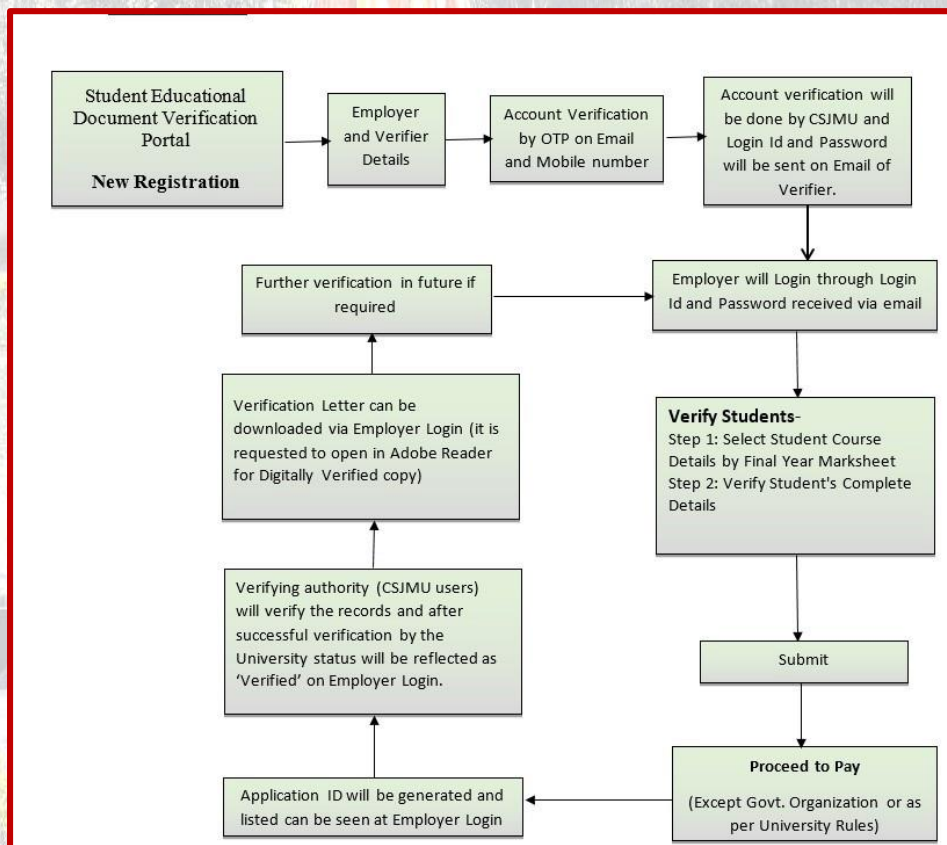 Student Educational
Document Verification
Portal
New Registration
Employer
and Verifier
Details
Account Verification
by OTP on Email
and Mobile number
Account verification will
be done by CSJMU and
Login Id and Password
will be sent on Email of
Verifier.
Employer will Login through Login
Id and Password received via email
Verify Students-
Step 1: Select Student Course
Details by Final Year Marksheet
Step 2: Verify Student's Complete
Details
Submit
Proceed to Pay
(Except Govt. Organization or as
per University Rules)
Application ID will be generated and
listed can be seen at Employer Login
Verifying authority (CSJMU users)
will verify the records and after
successful verification by the
University status will be reflected as
‘Verified’ on Employer Login.
Verification Letter can be
downloaded via Employer Login (it is
requested to open in Adobe Reader
for Digitally Verified copy)
Further verification in future if
required